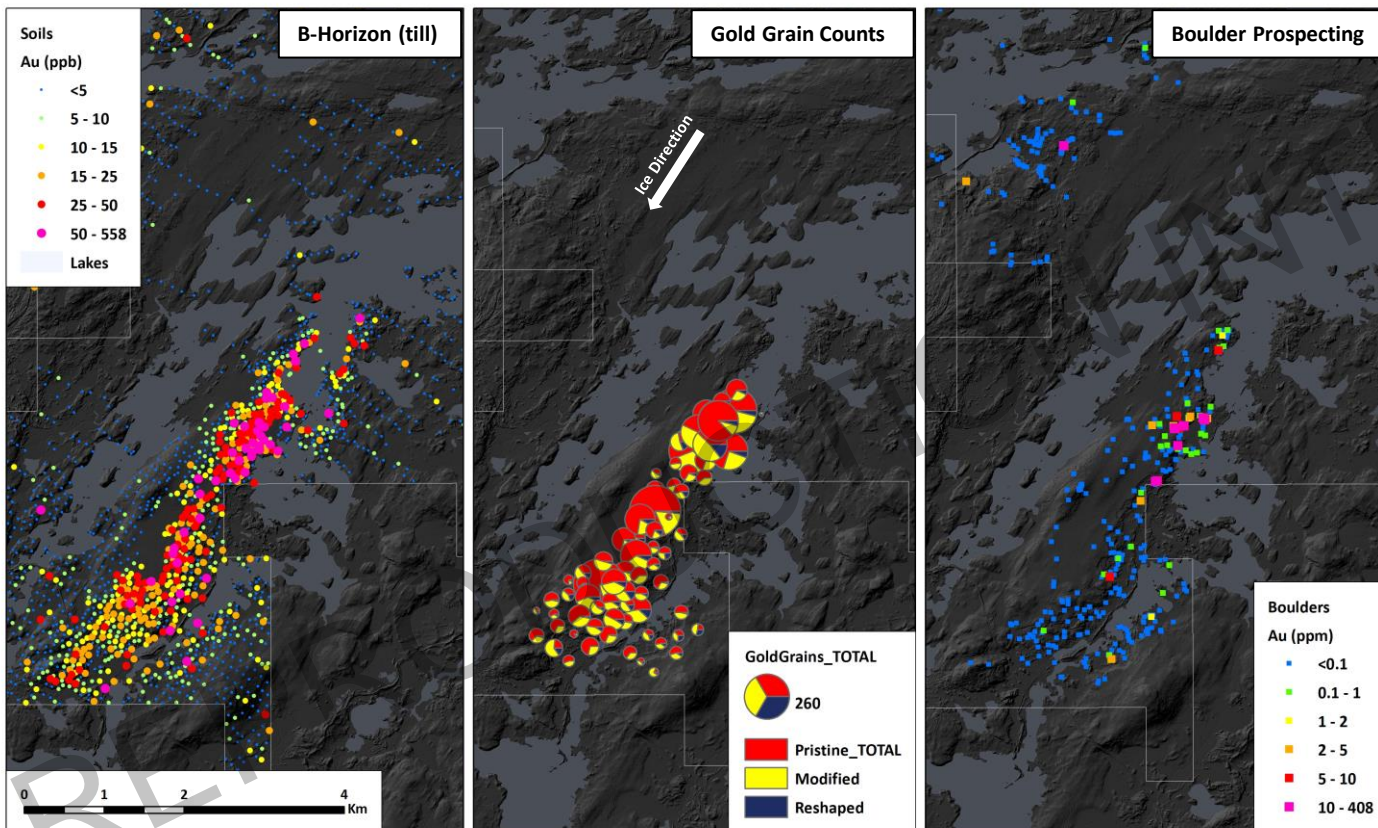 B-Horizon (till)
Soils
Au (ppb)
<5
5 - 10
10 - 15
15 - 25
25 - 50
50 - 558
Lakes
0 1 2 4
Km
Gold Grain Counts
Ice Direction
GoldGrains_TOTAL
260
Pristine_TOTAL
Modified
Reshaped
Boulder Prospecting
Boulders
Au (ppm)
<0.1
0.1 - 1
1 - 2
2 - 5
5 - 10
10 - 408